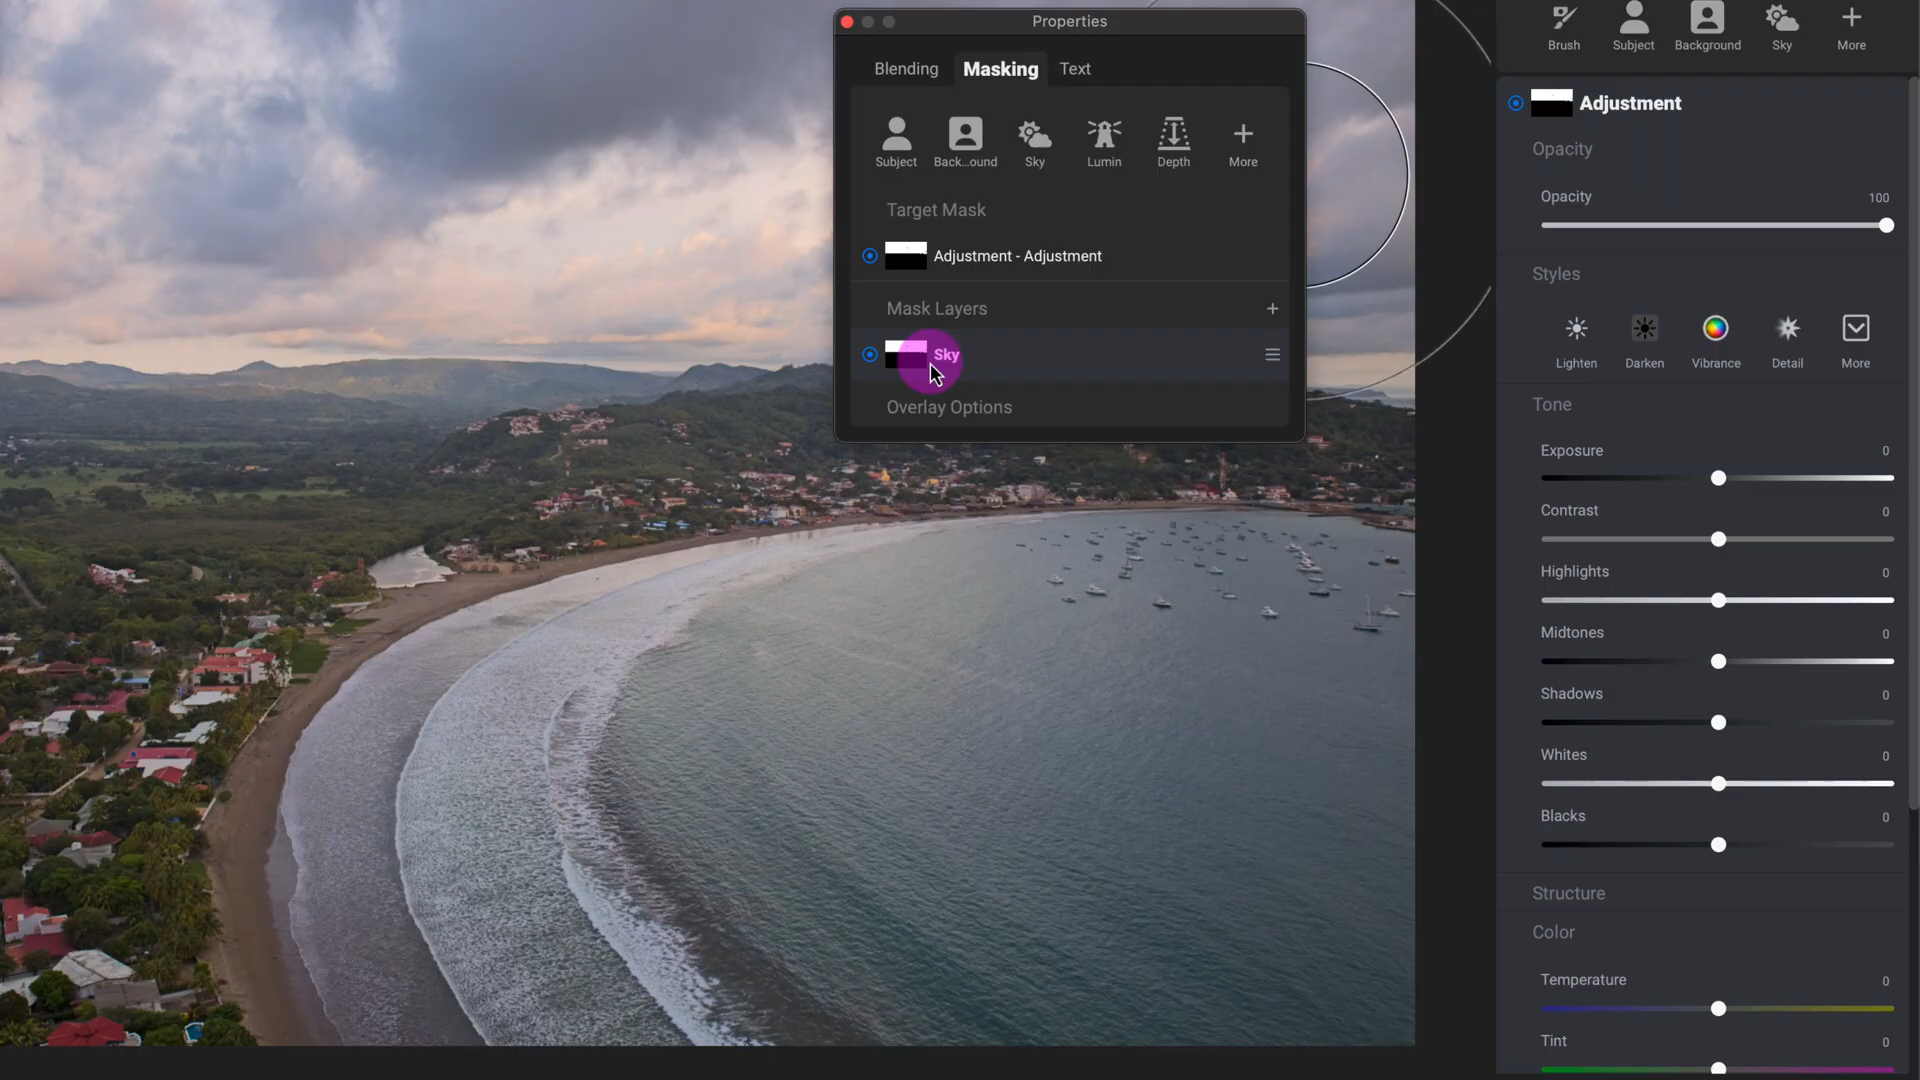 Properties
Blending Masking Text
Subject Back...ound Sky Lumin Depth More
Target Mask
Adjustment - Adjustment
Mask Layers
Sky
Overlay Options
Brush Subject Background Sky More
Adjustment
Opacity
Opacity 100
Styles
Lighten Darken Vibrance Detail More
Tone
Exposure 0
Contrast 0
Highlights 0
Midtones 0
Shadows 0
Whites 0
Blacks 0
Structure
Color
Temperature 0
Tint 0